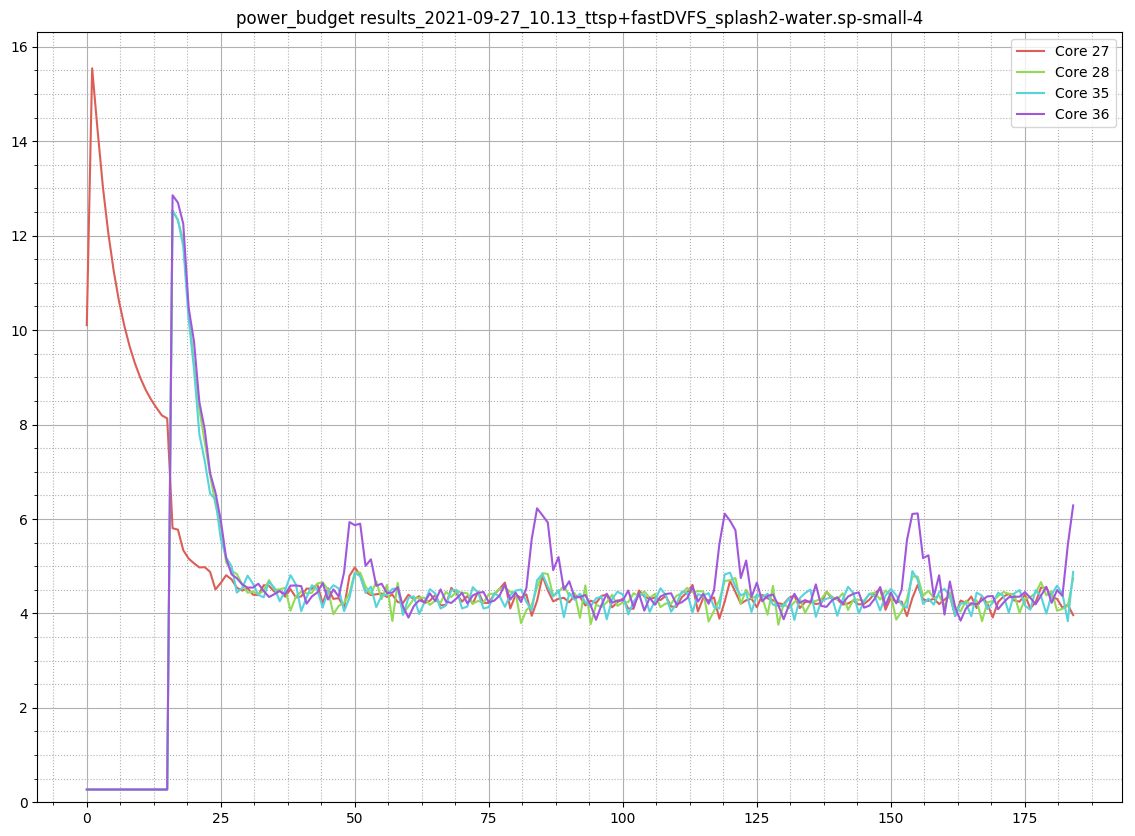 power_budget results_2021-09-27_10.13_ttsp+fastDVFS_splash2-water.sp-small-4
Core 27
Core 28
Core 35
Core 36
16
14
12
10
8
6
4
2
0
0 25 50 75 100 125 150 175